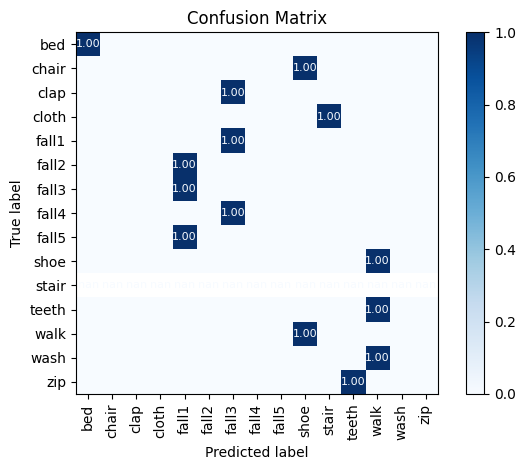 Confusion Matrix
True label
bed 1.00
chair 1.00
clap 1.00
cloth 1.00
fall1 1.00
fall2 1.00
fall3 1.00
fall4 1.00
fall5 1.00
shoe 1.00
stair
teeth 1.00
walk 1.00
wash 1.00
zip 1.00
bed chair clap cloth fall1 fall2 fall3 fall4 fall5 shoe stair teeth walk wash zip
Predicted label
1.0
0.8
0.6
0.4
0.2
0.0